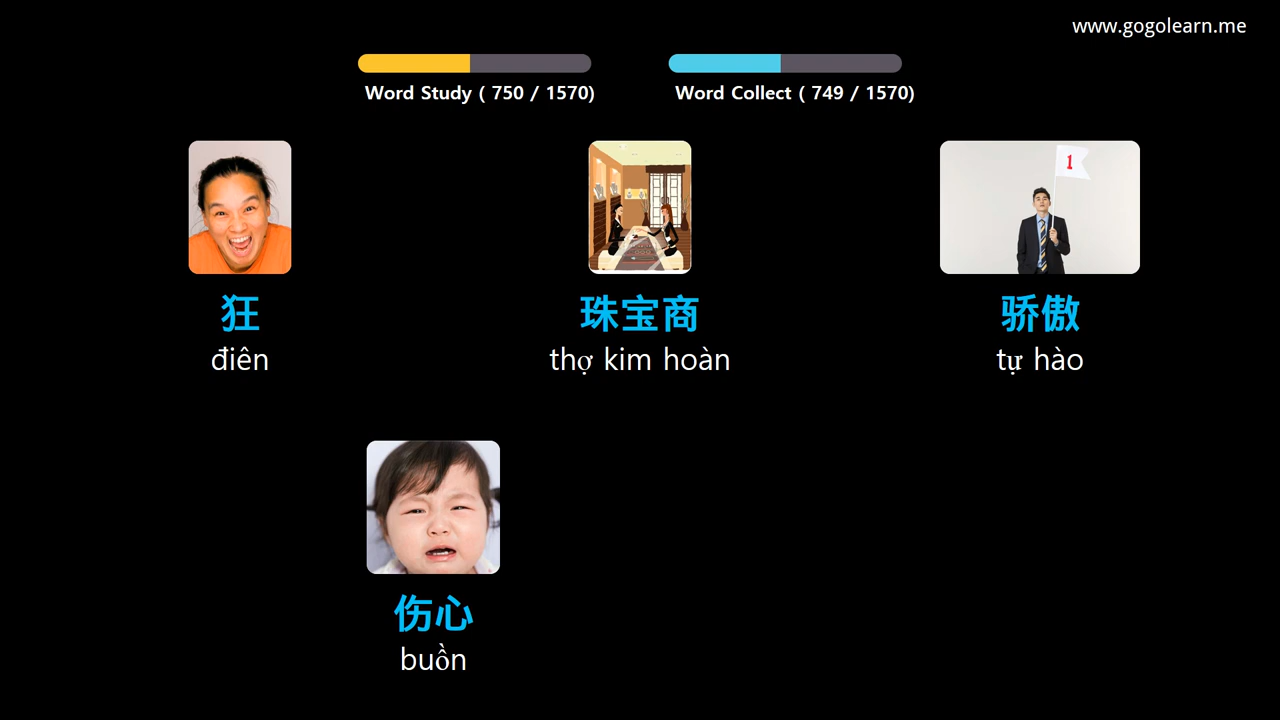 www.gogolearn.me
Word Study ( 750 / 1570)
Word Collect ( 749 / 1570)
1
狂
điên
珠宝商
thợ kim hoàn
骄傲
tự hào
伤心
buồn